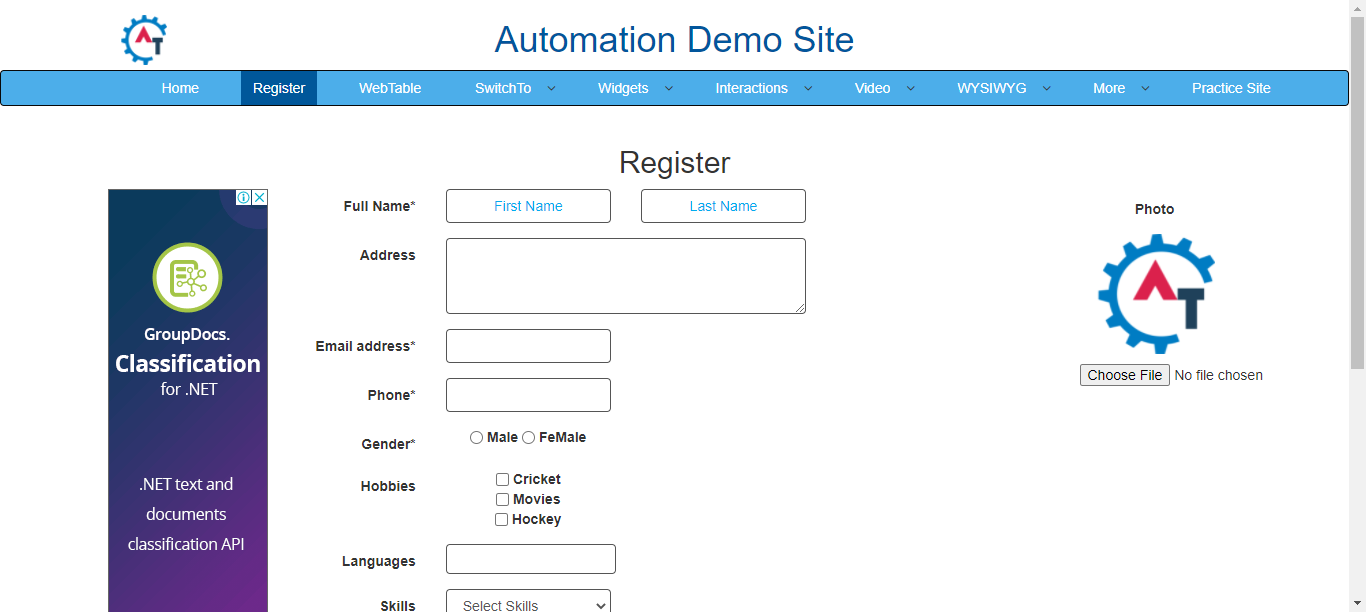 AT
Automation Demo Site
Home Register WebTable SwitchTo Widgets Interactions Video WYSIWYG More Practice Site
Register
Full Name* First Name Last Name
Photo
Address
AT
Email address*
Choose File No file chosen
Phone*
Gender* Male FeMale
Hobbies Cricket
Movies
Hockey
Languages
Skills Select Skills
GroupDocs.
Classification
for .NET
.NET text and
documents
classification API